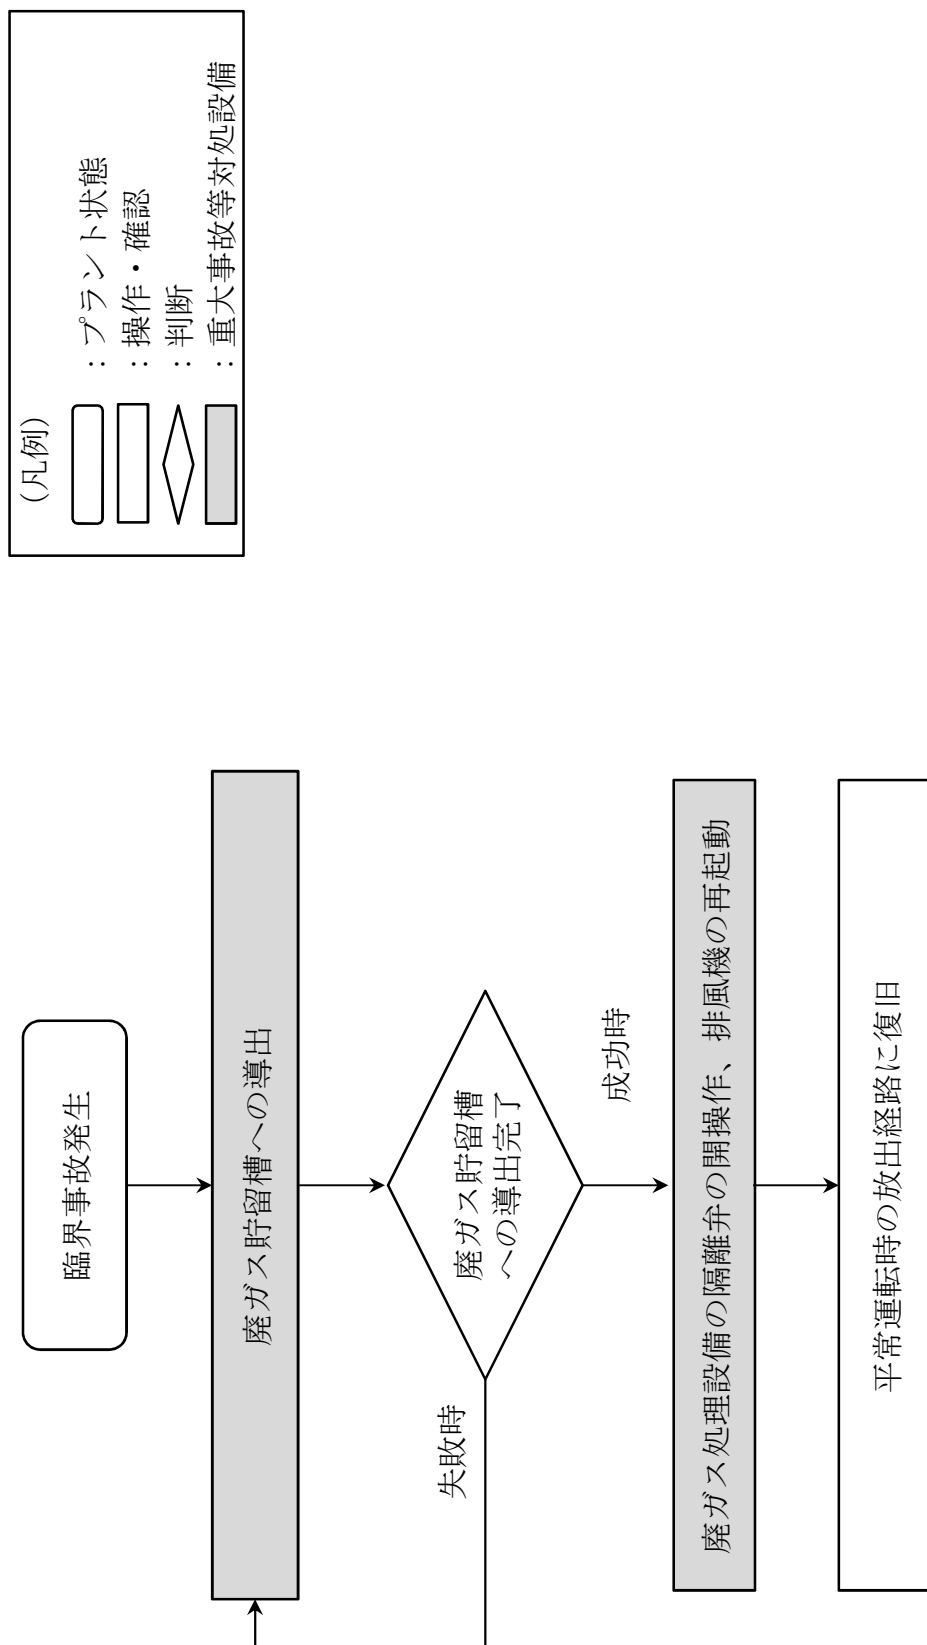 臨界事故発生
廃ガス貯留槽への導出
廃ガス貯留槽
への導出完了
失敗時
成功時
廃ガス処理設備の隔離弁の開操作、排風機の再起動
平常運転時の放出経路に復旧
(凡例)
：プラント状態
：操作・確認
：判断
：重大事故等対処設備